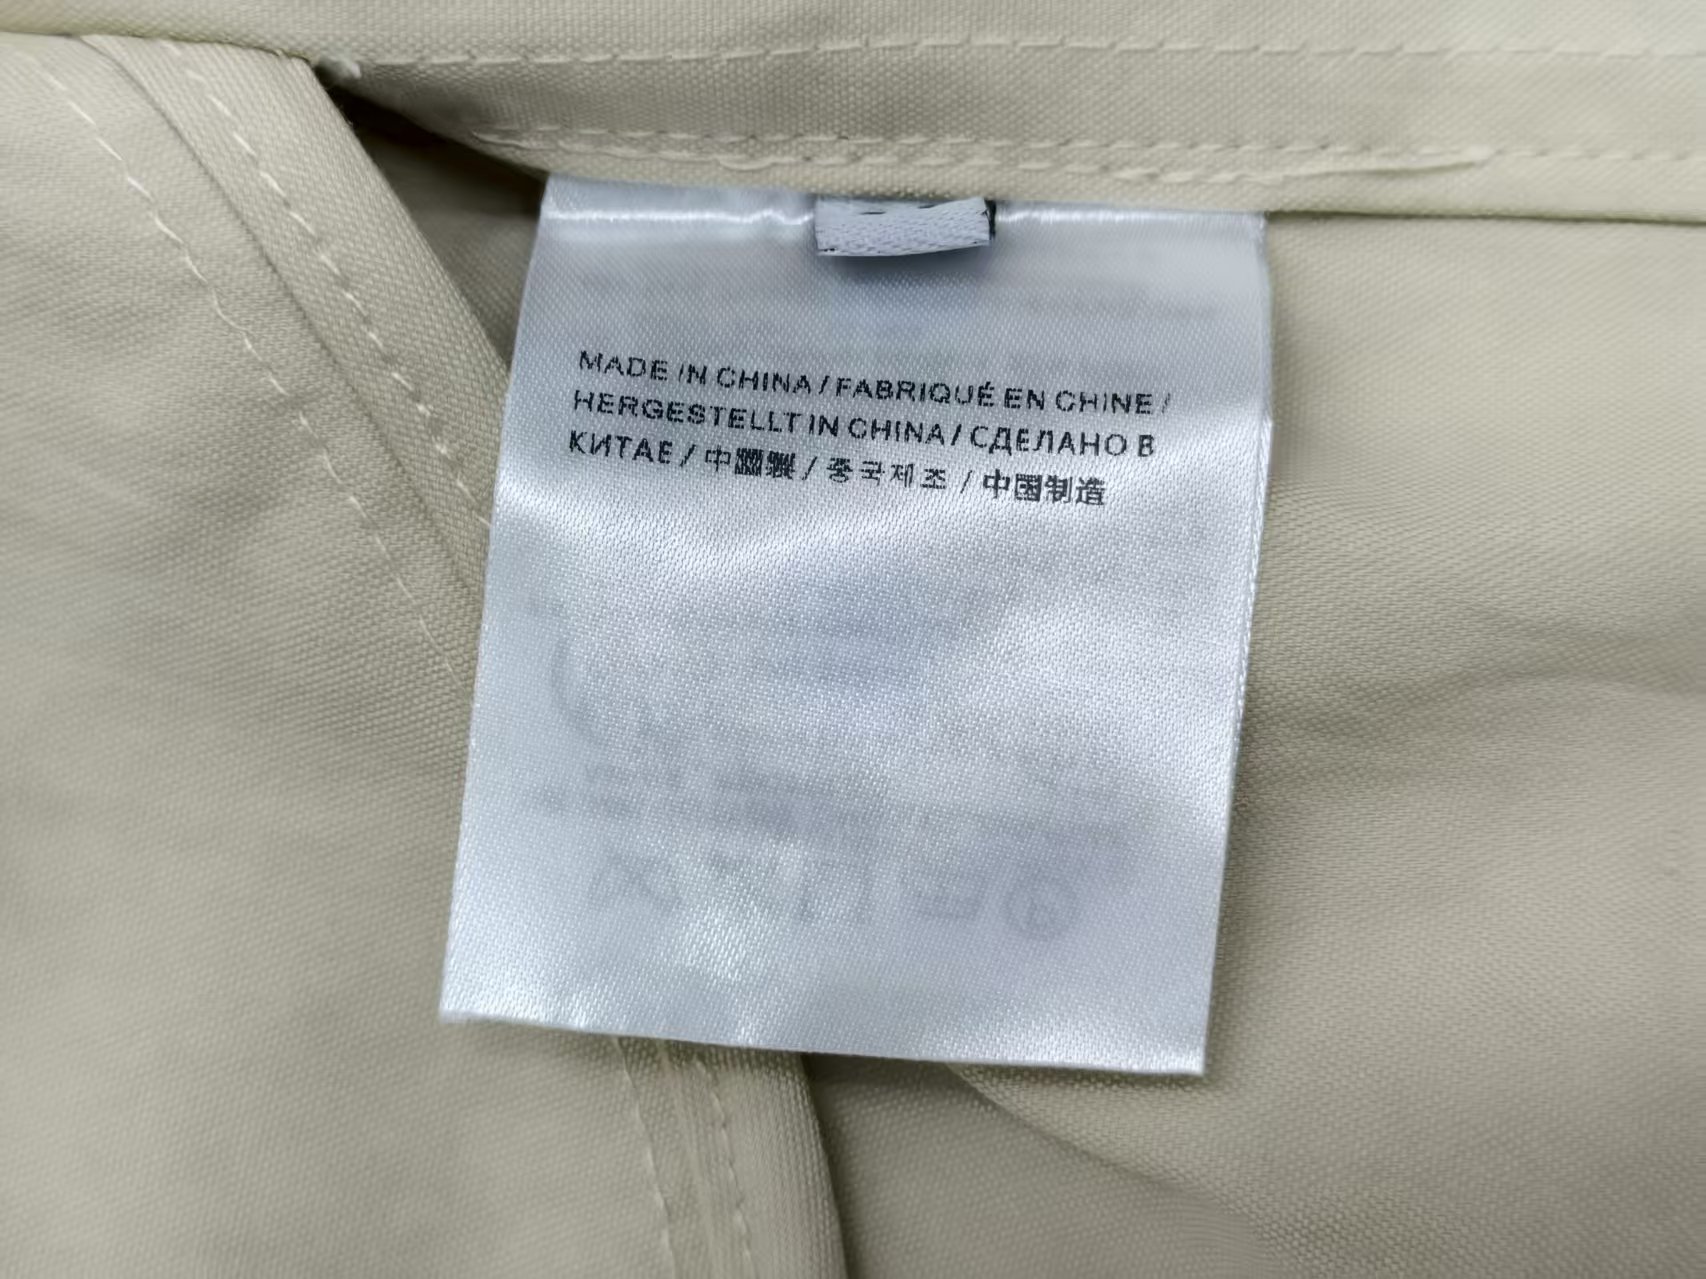 MADE IN CHINA / FABRIQUÉ EN CHINE /
HERGESTELLT IN CHINA / СДЕЛАНО В
КИТАЕ / 中國製 / 중국제조 / 中国制造